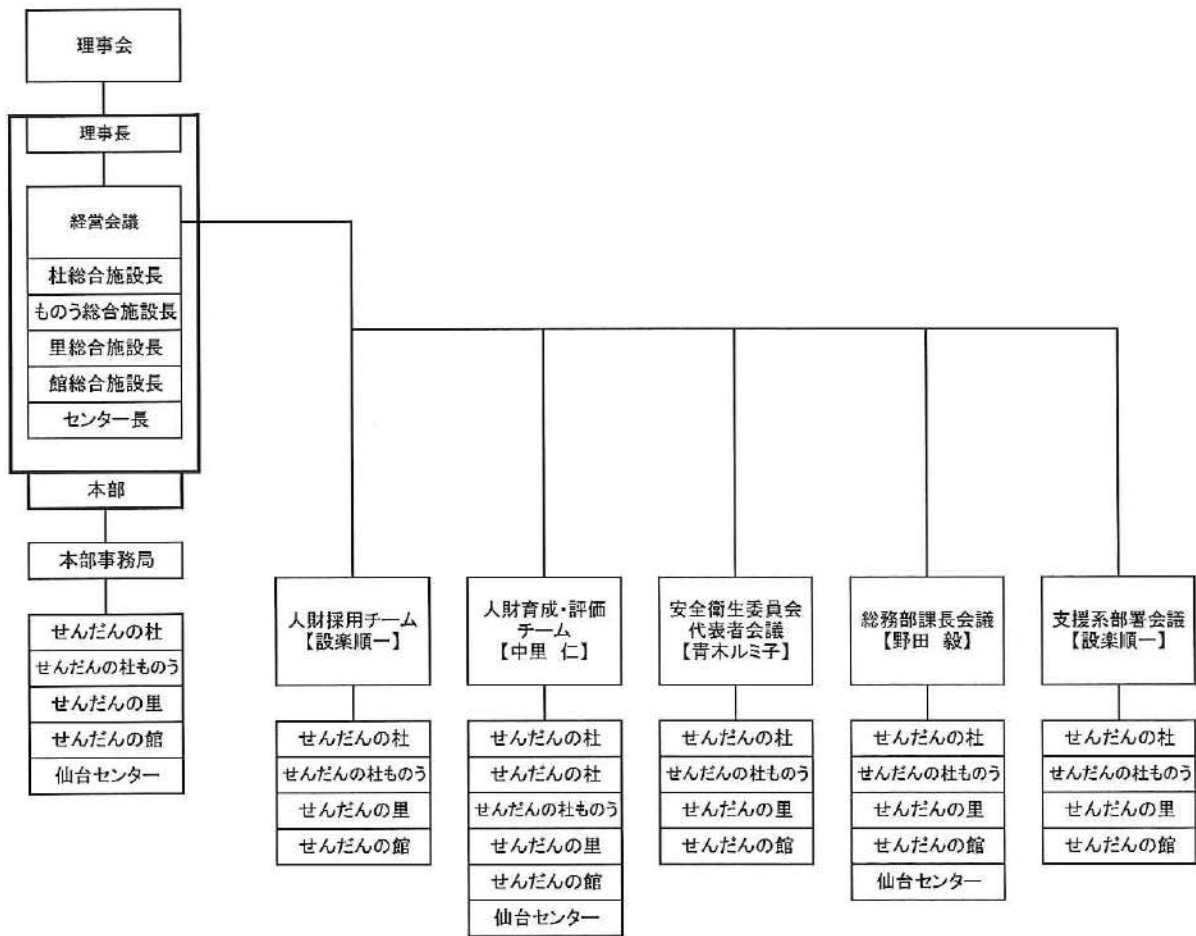 理事会
理事長
経営会議
杜総合施設長
ものう総合施設長
里総合施設長
館総合施設長
センター長
本部
本部事務局
せんだんの杜
せんだんの杜ものう
せんだんの里
せんだんの館
仙台センター
人財採用チーム
【設楽順一】
せんだんの杜
せんだんの杜ものう
せんだんの里
せんだんの館
人財育成・評価
チーム
【中里 仁】
せんだんの杜
せんだんの杜
せんだんの杜ものう
せんだんの里
せんだんの館
仙台センター
安全衛生委員会
代表者会議
【青木ルミ子】
せんだんの杜
せんだんの杜ものう
せんだんの里
せんだんの館
総務部課長会議
【野田 毅】
せんだんの杜
せんだんの杜ものう
せんだんの里
せんだんの館
仙台センター
支援系部署会議
【設楽順一】
せんだんの杜
せんだんの杜ものう
せんだんの里
せんだんの館